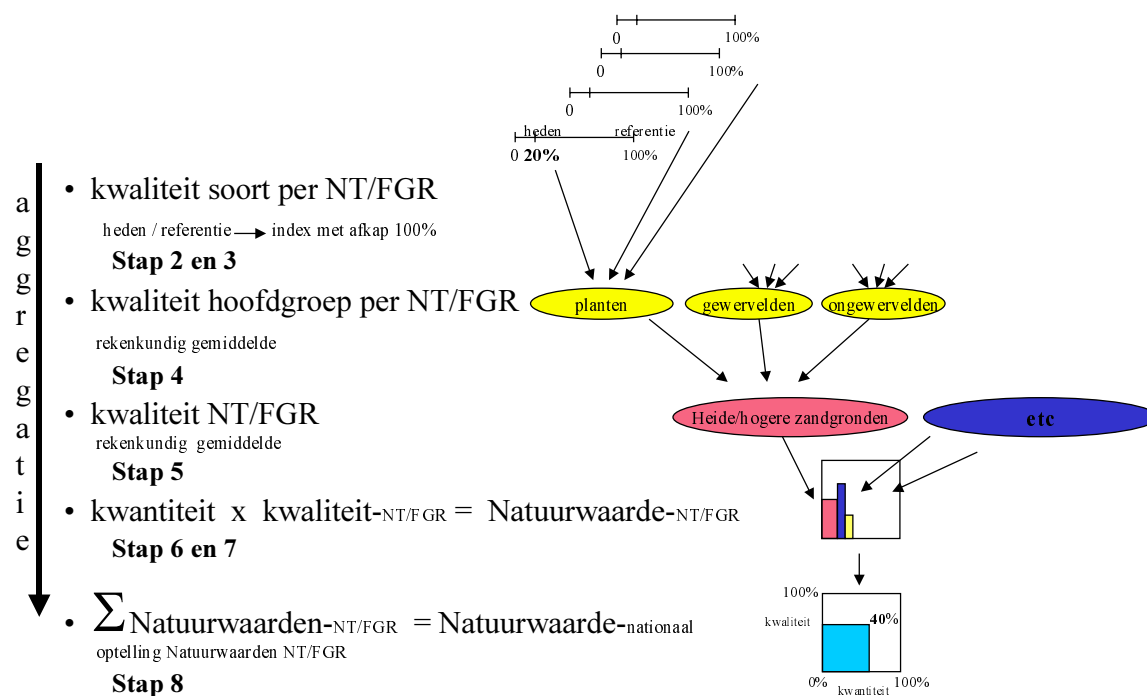 0 100%
0 100%
0 100%
heden referentie
0 20% 100%
aggregatie
• kwaliteit soort per NT/FGR
heden / referentie → index met afkap 100%
Stap 2 en 3
• kwaliteit hoofdgroep per NT/FGR
planten gewervelden ongewervelden
rekenkundig gemiddelde
Stap 4
• kwaliteit NT/FGR
Heide/hogere zandgronden etc
rekenkundig gemiddelde
Stap 5
• kwantiteit x kwaliteit-NT/FGR = Natuurwaarde-NT/FGR
Stap 6 en 7
• ΣNatuurwaarden-NT/FGR = Natuurwaarde-nationaal
optelling Natuurwaarden NT/FGR
Stap 8
100%
kwaliteit 40%
0% 100%
kwantiteit